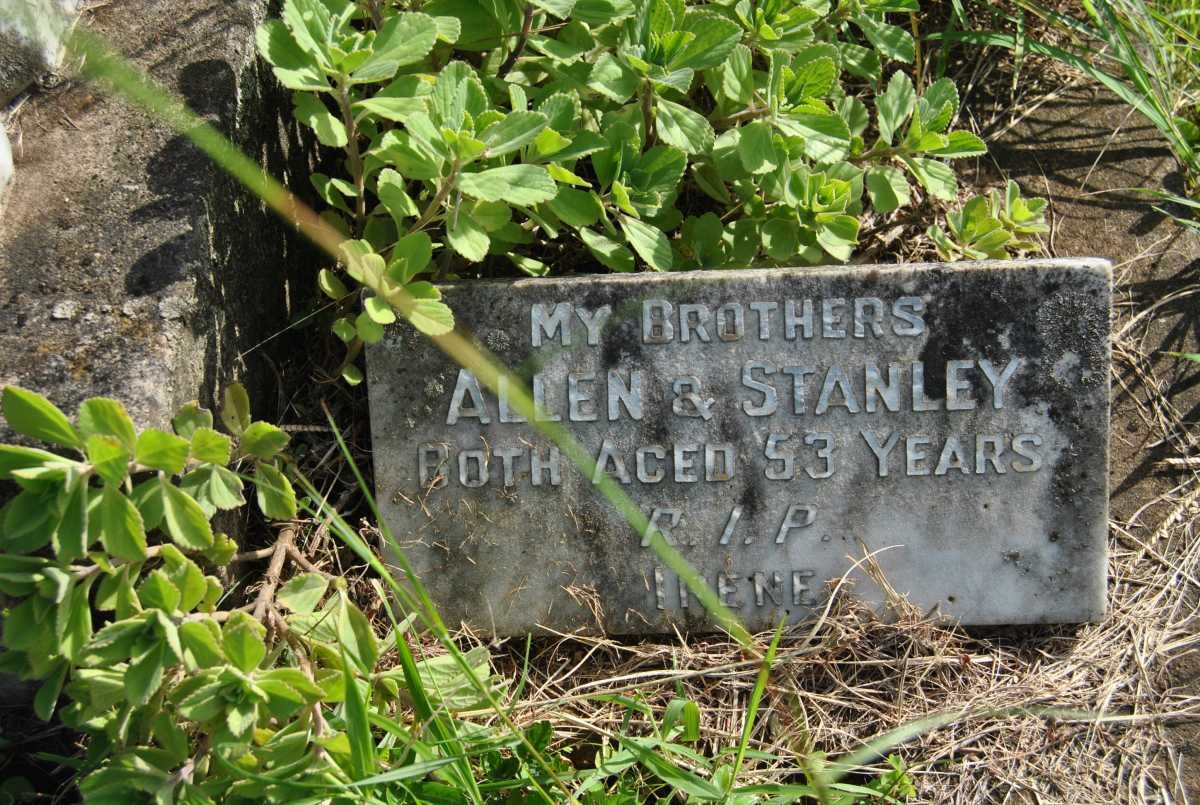 My Brothers
Allen & Stanley
Both Aged 53 Years
R.I.P.
Irene